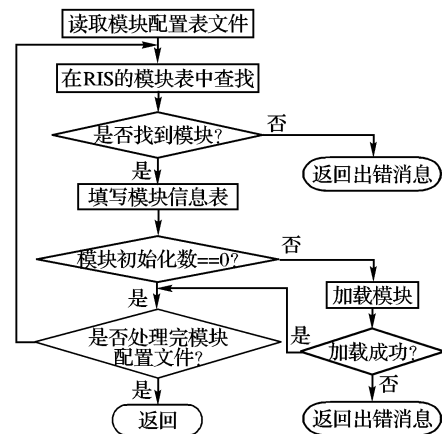 读取模块配置表文件
在RIS的模块表中查找
是否找到模块?
否
是
返回出错消息
填写模块信息表
模块初始化数==0?
否
是
加载模块
是否处理完模块
配置文件?
是
加载成功?
是
否
返回
返回出错消息